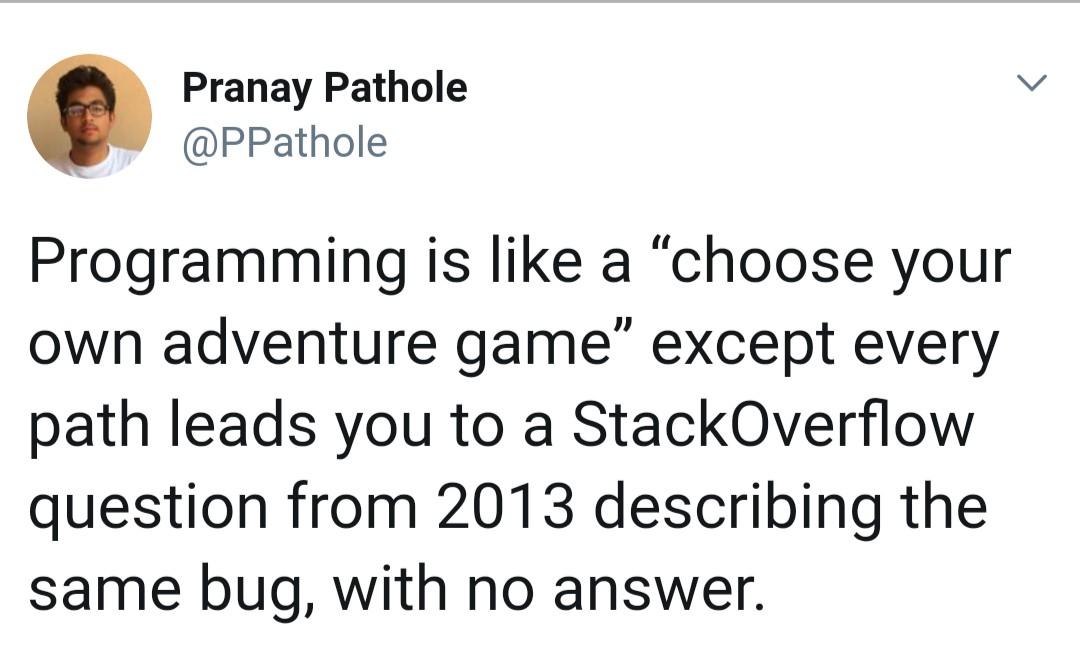 Pranay Pathole
@PPathole
Programming is like a “choose your
own adventure game” except every
path leads you to a StackOverflow
question from 2013 describing the
same bug, with no answer.